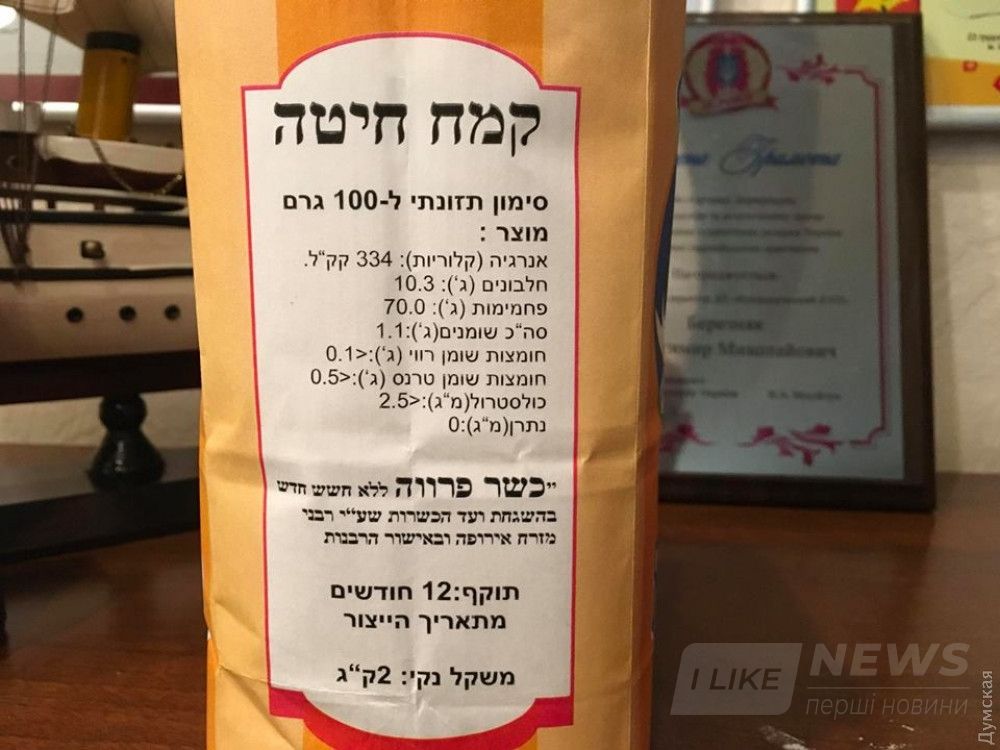 קמח חיטה
סימון תזונתי ל-100 גרם
מוצר :
אנרגיה (קלוריות): 334 קק"ל.
חלבונים (ג'): 10.3
פחמימות (ג'): 70.0
סה"כ שומנים(ג'):1.1
חומצות שומן רווי (ג'):<0.1
חומצות שומן טרנס (ג'):<0.5
כולסטרול(מ"ג):<2.5
נתרן(מ"ג):0
"כשר פרווה ללא חשש חדש
בהשגחת ועד הכשרות שע"י רבני
מזרח אירופה ובאישור הרבנות
תוקף:12 חודשים
מתאריך הייצור
משקל נקי: 2ק"ג
Грамота
I LIKE NEWS
перші новини
Думская